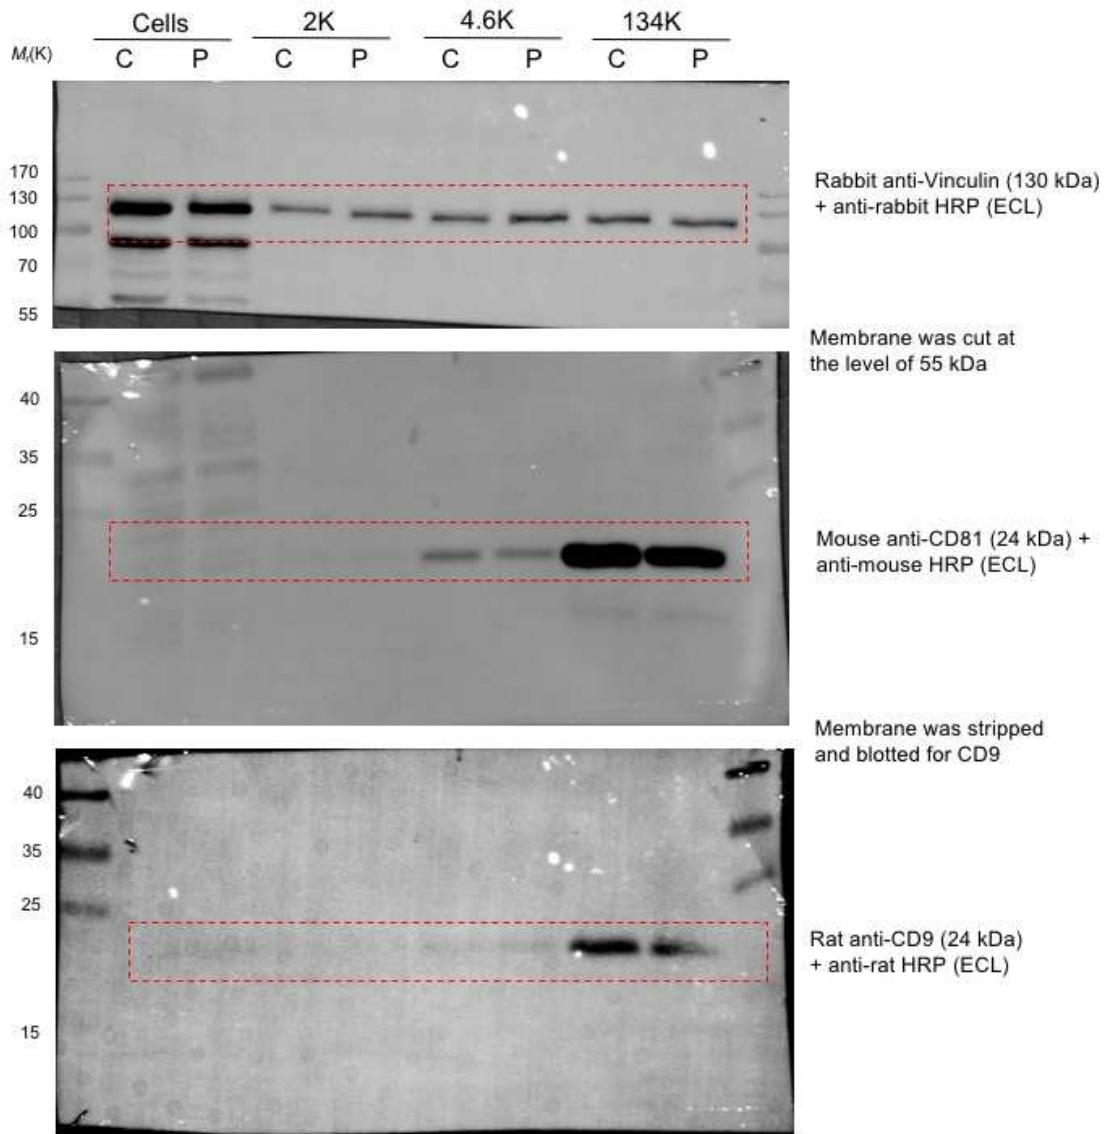 Cells 2K 4.6K 134K
Mr(K) C P C P C P C P
170
130
100
70
55
Rabbit anti-Vinculin (130 kDa)
+ anti-rabbit HRP (ECL)
Membrane was cut at
the level of 55 kDa
40
35
25
15
Mouse anti-CD81 (24 kDa) +
anti-mouse HRP (ECL)
Membrane was stripped
and blotted for CD9
40
35
25
15
Rat anti-CD9 (24 kDa)
+ anti-rat HRP (ECL)